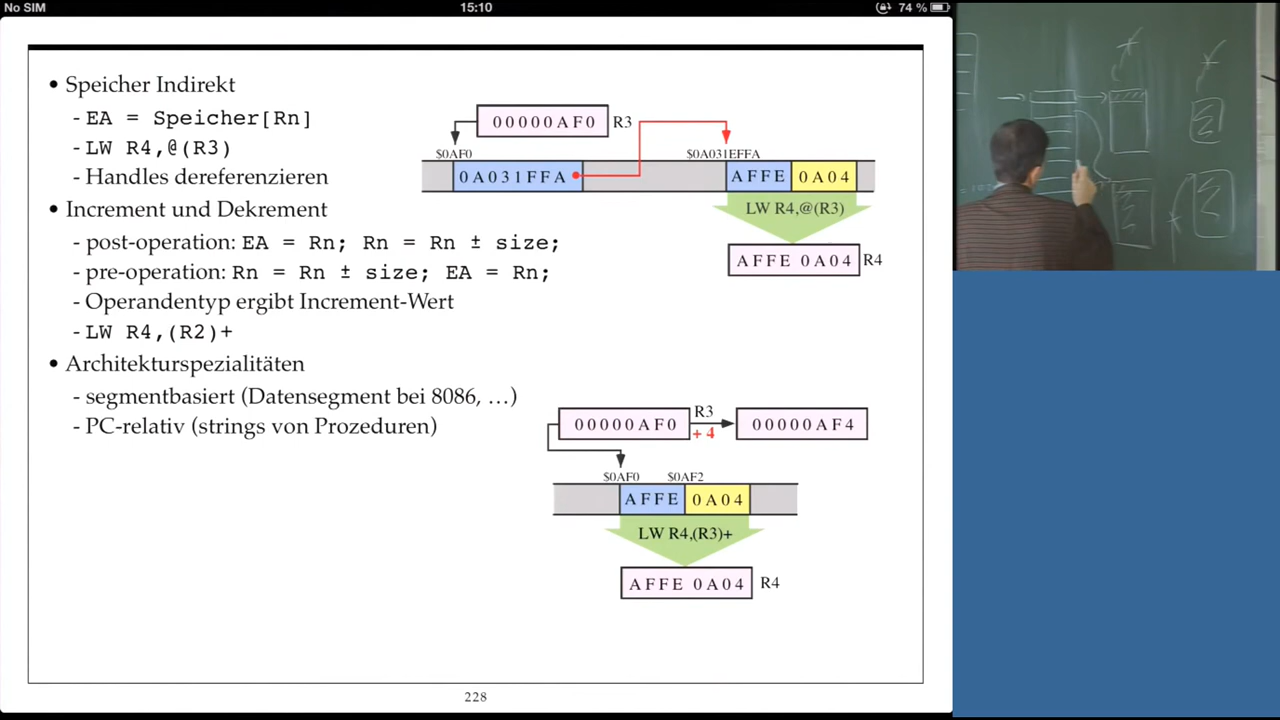 No SIM 15:10 74 %
• Speicher Indirekt
- EA = Speicher[Rn]
- LW R4,@(R3)
- Handles dereferenzieren
• Increment und Dekrement
- post-operation: EA = Rn; Rn = Rn ± size;
- pre-operation: Rn = Rn ± size; EA = Rn;
- Operandentyp ergibt Increment-Wert
- LW R4,(R2)+
• Architekturspezialitäten
- segmentbasiert (Datensegment bei 8086, …)
- PC-relativ (strings von Prozeduren)
00000AF0 R3
$0AF0 $0A031EFFA
0A031FFA AFFE 0A04
LW R4,@(R3)
AFFE 0A04 R4
00000AF0 R3 +4 00000AF4
$0AF0 $0AF2
AFFE 0A04
LW R4,(R3)+
AFFE 0A04 R4
228